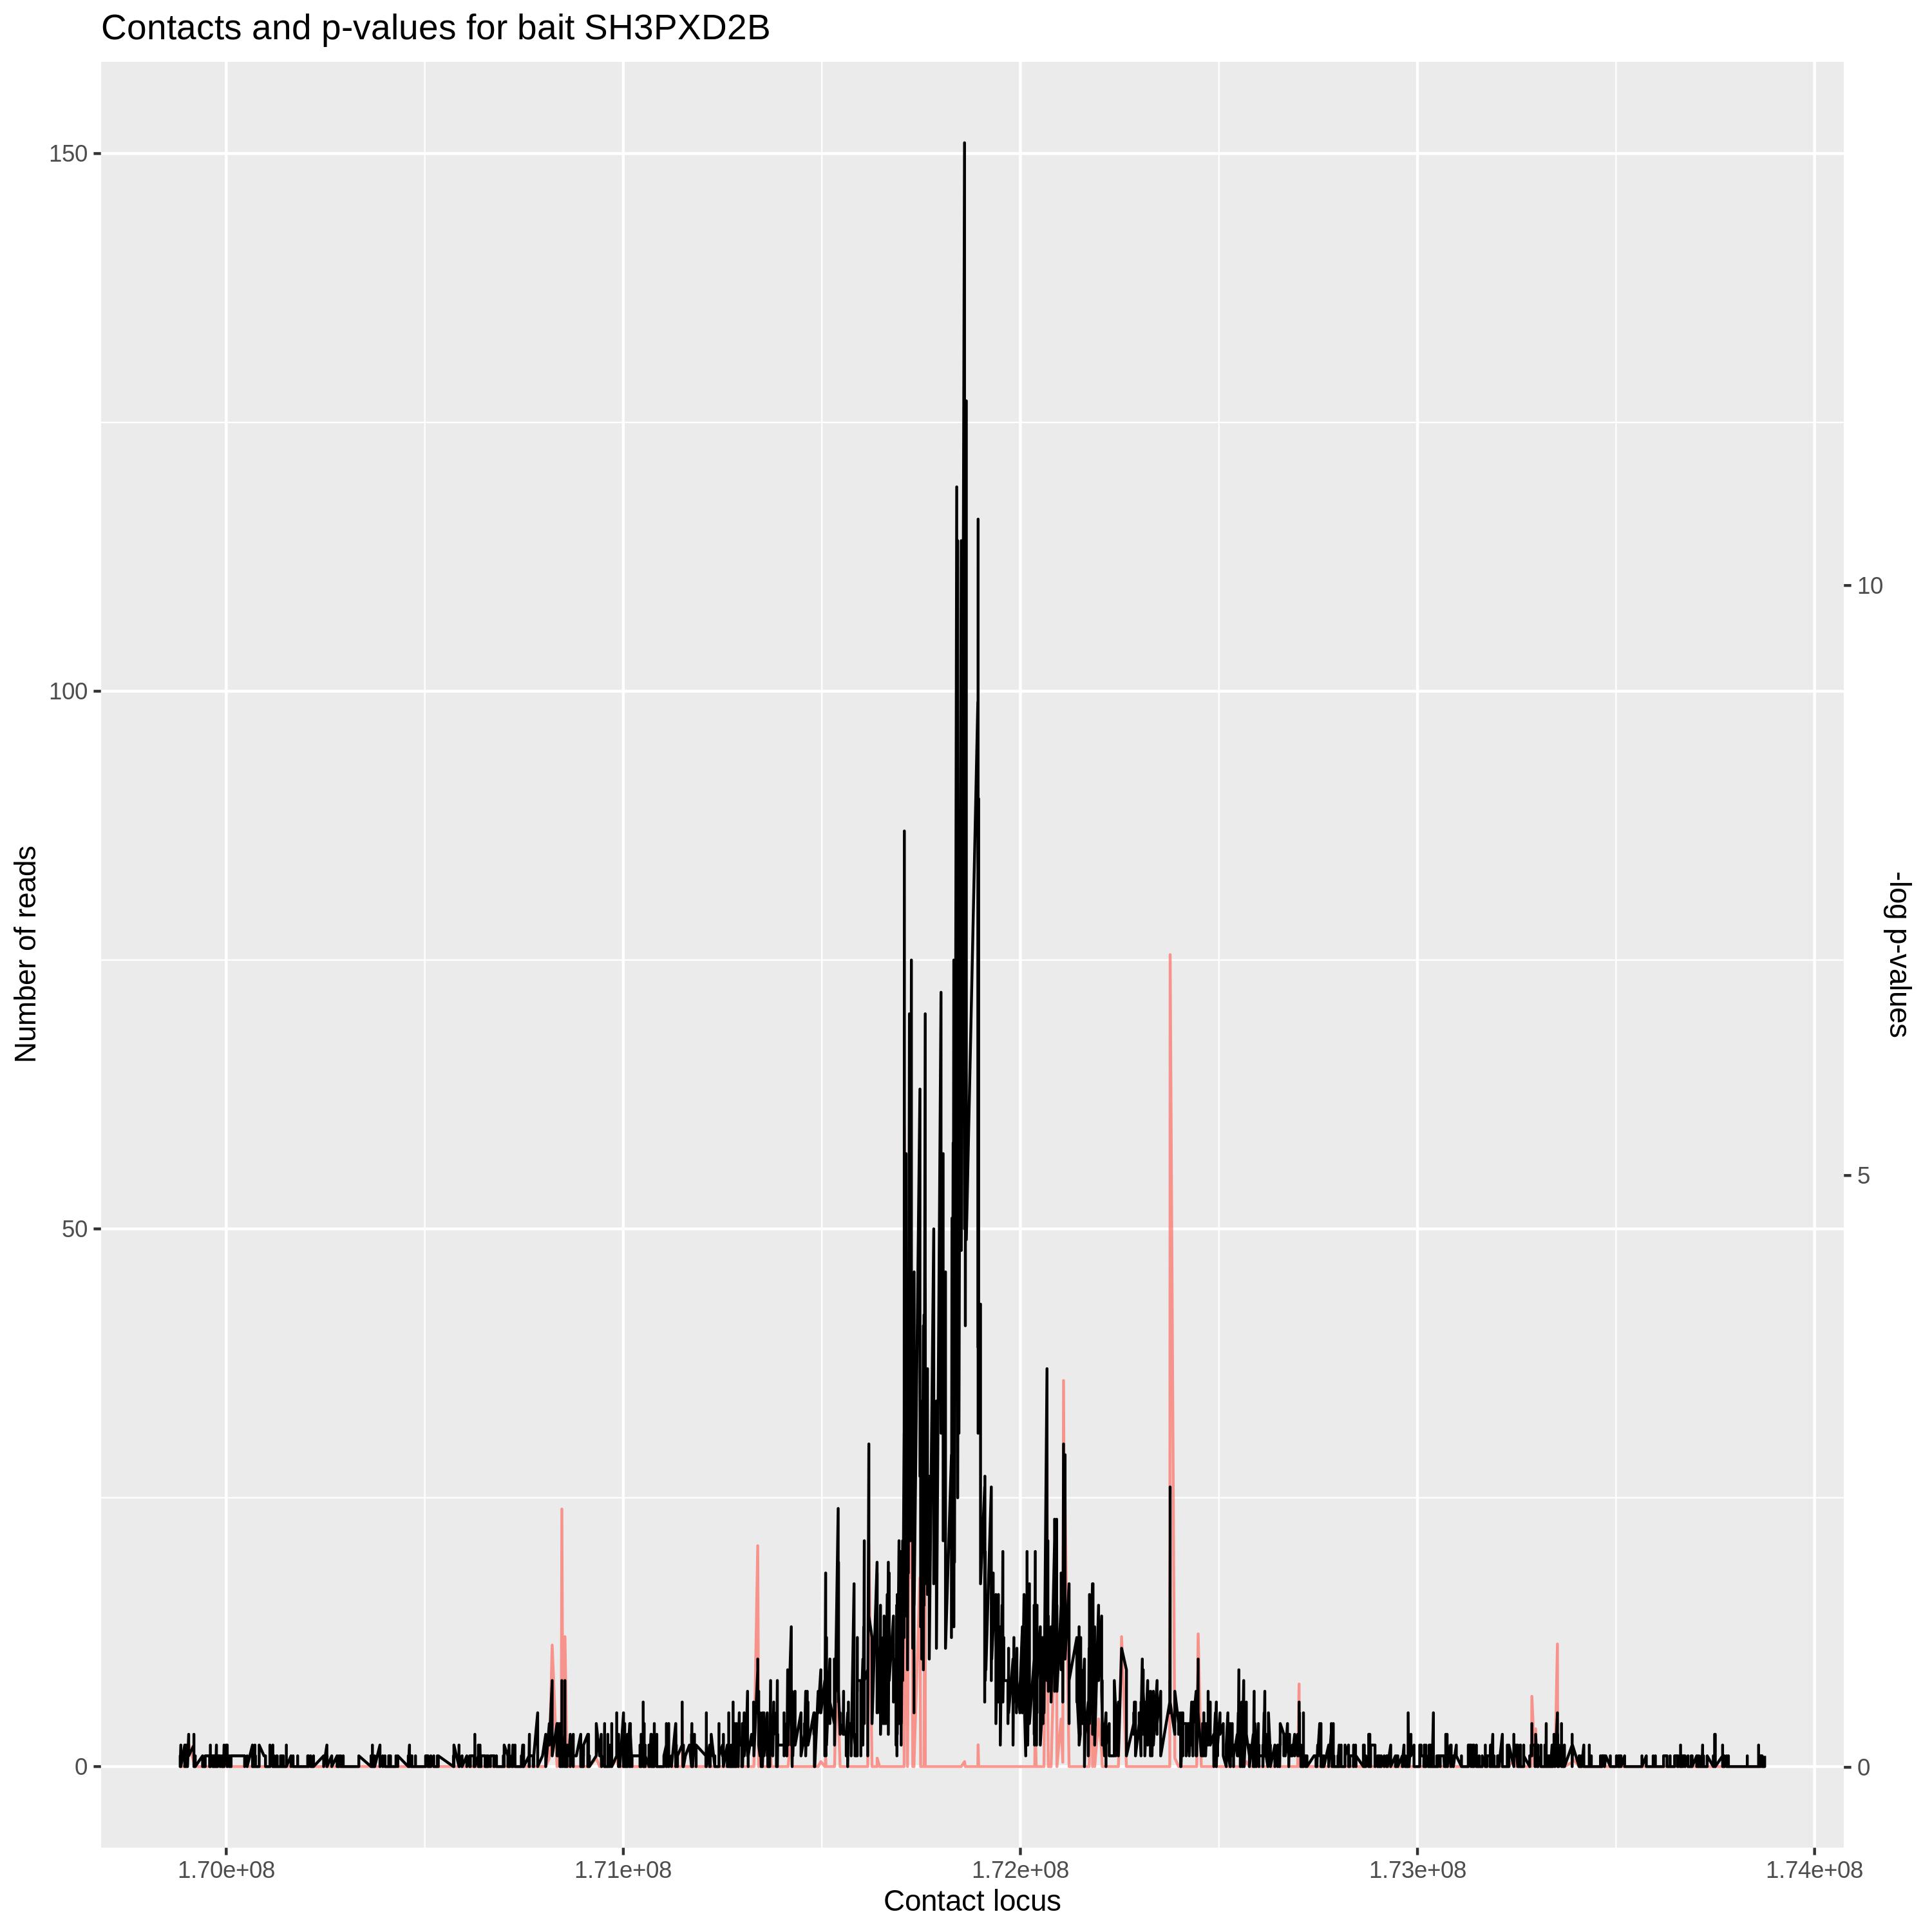 Contacts and p-values for bait SH3PXD2B
150
100
50
0
Number of reads
10
5
0
-log p-values
1.70e+08 1.71e+08 1.72e+08 1.73e+08 1.74e+08
Contact locus